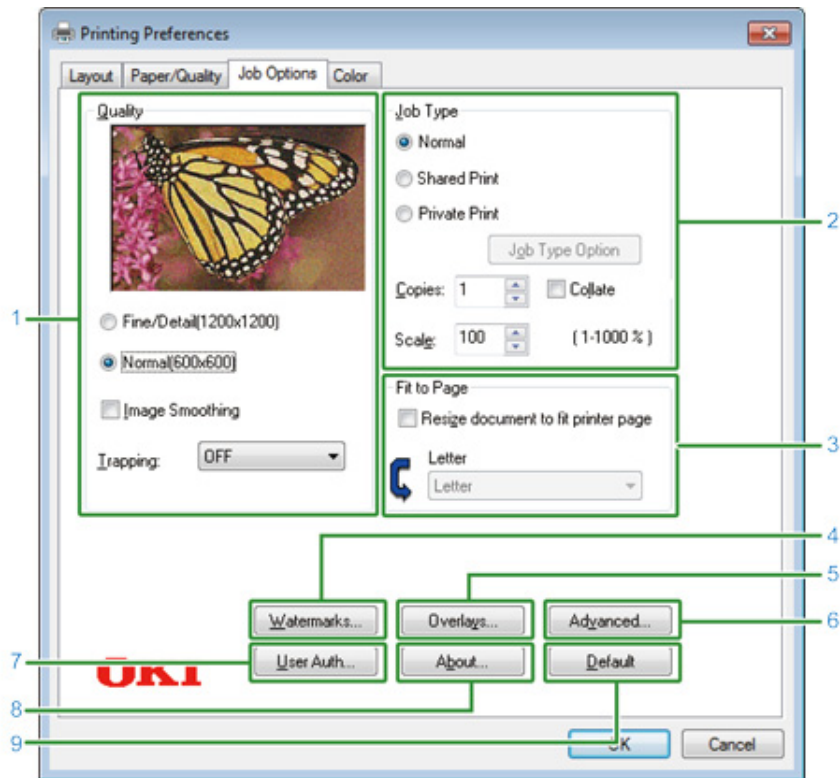 Printing Preferences
Layout Paper/Quality Job Options Color
Quality
1
Fine/Detail(1200x1200)
Normal(600x600)
Image Smoothing
Trapping: OFF
Job Type
Normal
Shared Print
Private Print
Job Type Option
2
Copies: 1 Collate
Scale: 100 (1-1000 %)
Fit to Page
Resize document to fit printer page
3
Letter
Letter
4
5
Watermarks... Overlays... Advanced...
6
7
User Auth... About... Default
OKI
8
9
OK Cancel